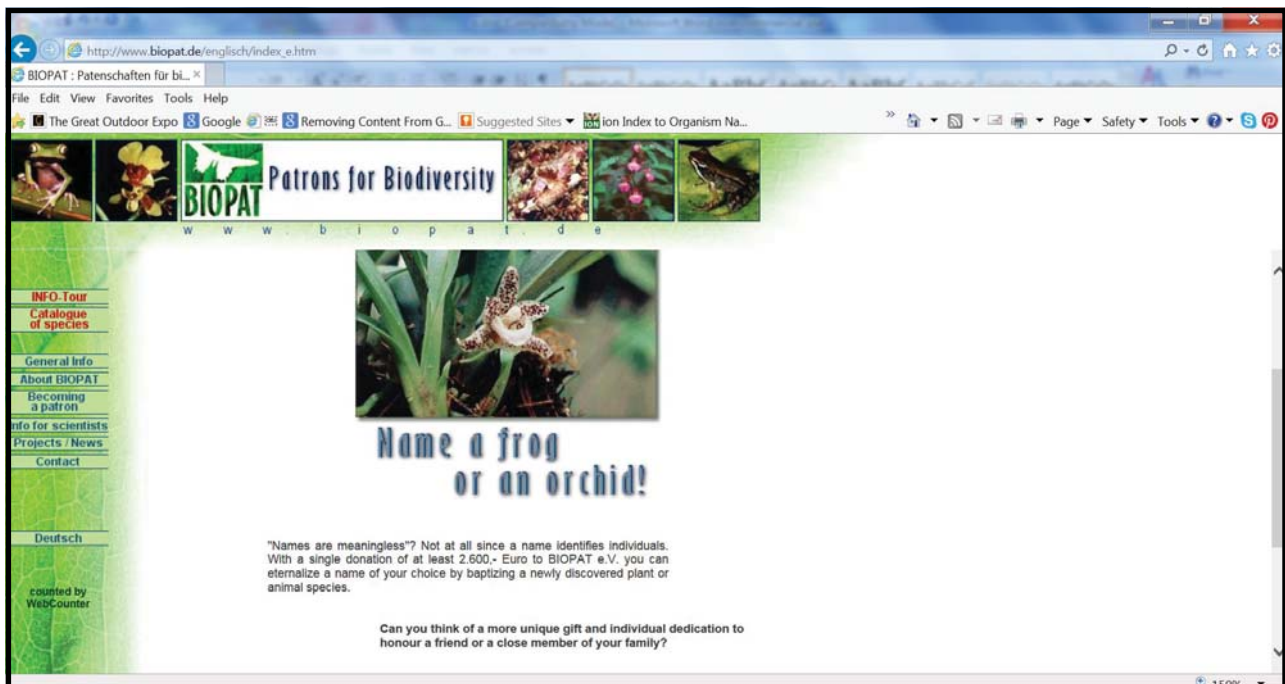 http://www.biopat.de/englisch/index_e.htm
BIOPAT : Patenschaften für bi... ×
File Edit View Favorites Tools Help
The Great Outdoor Expo Google Removing Content From G... Suggested Sites ion Index to Organism Na...
Page Safety Tools
BIOPAT Patrons for Biodiversity
www.biopat.de
INFO-Tour
Catalogue
of species
General Info
About BIOPAT
Becoming
a patron
nfo for scientists
Projects / News
Contact
Deutsch
counted by
WebCounter
Name a frog
or an orchid!
"Names are meaningless"? Not at all since a name identifies individuals.
With a single donation of at least 2.600,- Euro to BIOPAT e.V. you can
eternalize a name of your choice by baptizing a newly discovered plant or
animal species.
Can you think of a more unique gift and individual dedication to
honour a friend or a close member of your family?